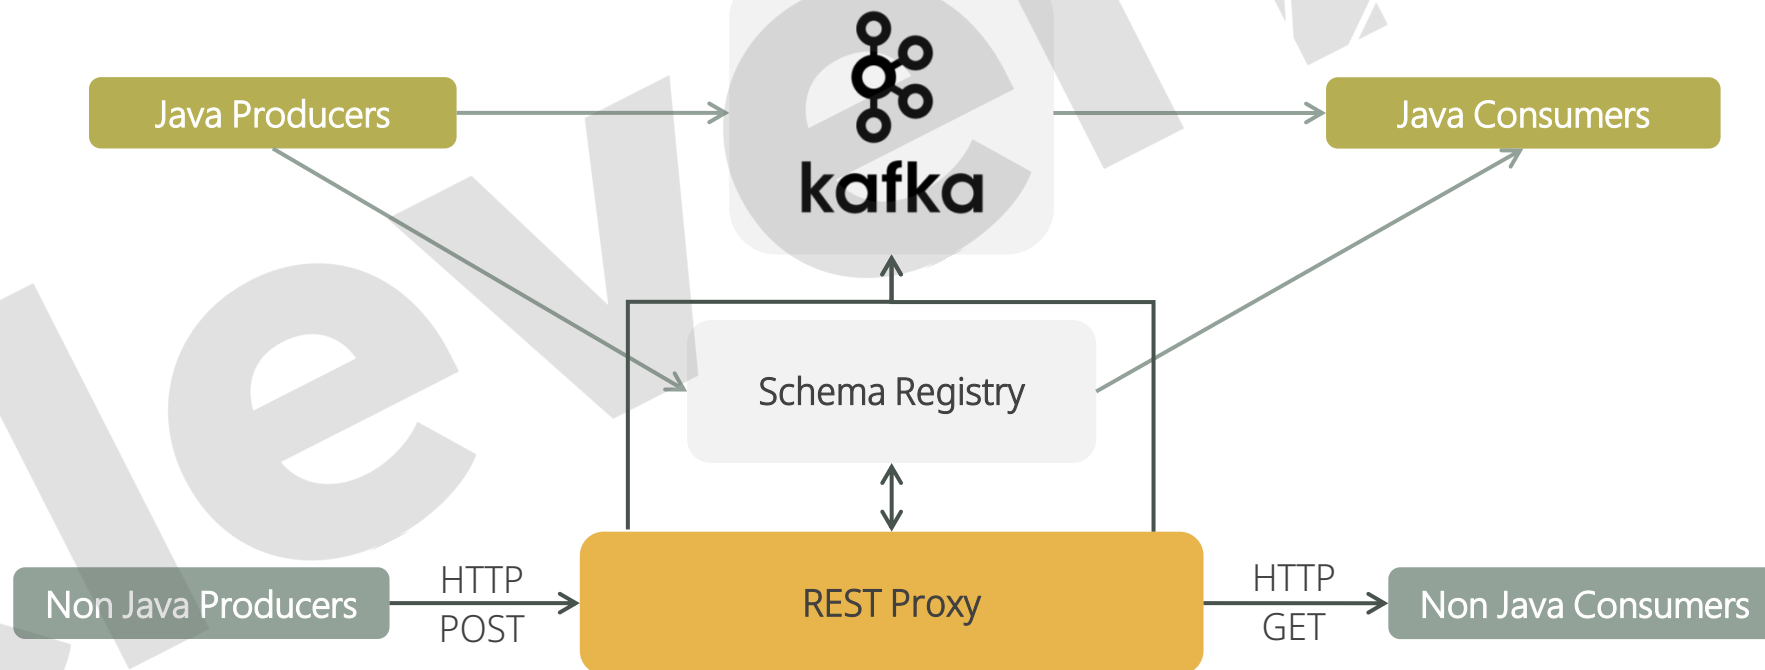 Java Producers
kafka
Java Consumers
Schema Registry
Non Java Producers
HTTP
POST
REST Proxy
HTTP
GET
Non Java Consumers